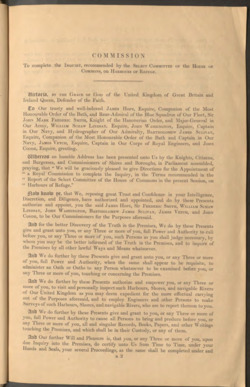 COMMISSION
To complete the Inquiry, recommended by the Select Committee of the House of
Commons, on Harbours of Refuge.
Victoria, by the Grace of God of the United Kingdom of Great Britain and
Ireland Queen, Defender of the Faith.
To Our trusty and well-beloved James Hope, Esquire, Companion of the Most
Honorable Order of the Bath, and Rear-Admiral of the Blue Squadron of Our Fleet, Sir
Knight of the Hanoverian Order, and Major-General in
Our Army, William Esquire, John Washington, Esquire, Captain
in Our Navy, and Hydrographer of Our Admiralty, Bartholomew James Sulivan,
Esquire, Companion of the Most Honorable Order of the Bath and Captain in Our
Navy, James Vetch, Esquire, Captain in Our Corps of Royal Engineers, and John
Coode, Esquire, greeting.
Whereas an humble Address has been presented unto Us by the Knights, Citizens,
and Burgesses, and Commissioners of Shires and Boroughs, in Parliament assembled,
praying, that "We will be graciously pleased to give Directions for the Appointment of
"a Royal Commission to complete the Inquiry, in the Terms recommended in the
"Report of the Select Committee of the House of Commons in the present Session, on
"Harbours of Refuge."
Now know ye, that We, reposing great Trust and Confidence in your Intelligence,
Discretion, and Diligence, have authorized and appointed, and do by these Presents
authorize and appoint, you the said James Hope, Sir Frederic Smith, William
John Washington, Bartholomew James Sulivan, James Vetch, and John
Coode, to be Our Commissioners for the Purposes aforesaid.
And for the better Discovery of the Truth in the Premises, We do by these Presents
give and grant unto you, or any Three or more of you, full Power and Authority to call
before you, or any Three or more of you, such Persons as you shall judge necessary, by
whom you may be the better informed of the Truth in the Premises, and to inquire of
the Premises by all other lawful Ways and Means whatsoever.
And We do further by these Presents give and grant unto you, or any Three or more
of you, full Power and Authority, when the same shall appear to be requisite, to
administer an Oath or Oaths to any Person whatsoever to be examined before you, or
any Three or more of you, touching or concerning the Premises.
And We do further by these Presents authorize and empower you, or any Three or
more of you, to visit and personally inspect such Harbours, Shores, and navigable Rivers
of Our United Kingdom as you may deem expedient for the more effectual carrying
out of the Purposes aforesaid, and to employ Engineers and other Persons to make
Surveys of such Harbours, Shores, and navigable Rivers, and to report thereon to you.
And We do further by these Presents give and grant to you, or any Three or more of
you, full Power and Authority to cause all Persons to bring and produce before you, or
any Three or more of you, all and singular Records, Books, Papers, and other Writings
touching the Premises, and which shall be in their Custody, or any of them.
And Our further Will and Pleasure is, that you, or any Three or more of you, upon
due Inquiry into the Premises, do certify unto Us from Time to Time, under your
Hands and Seals, your several Proceedings, as the same shall be completed under and